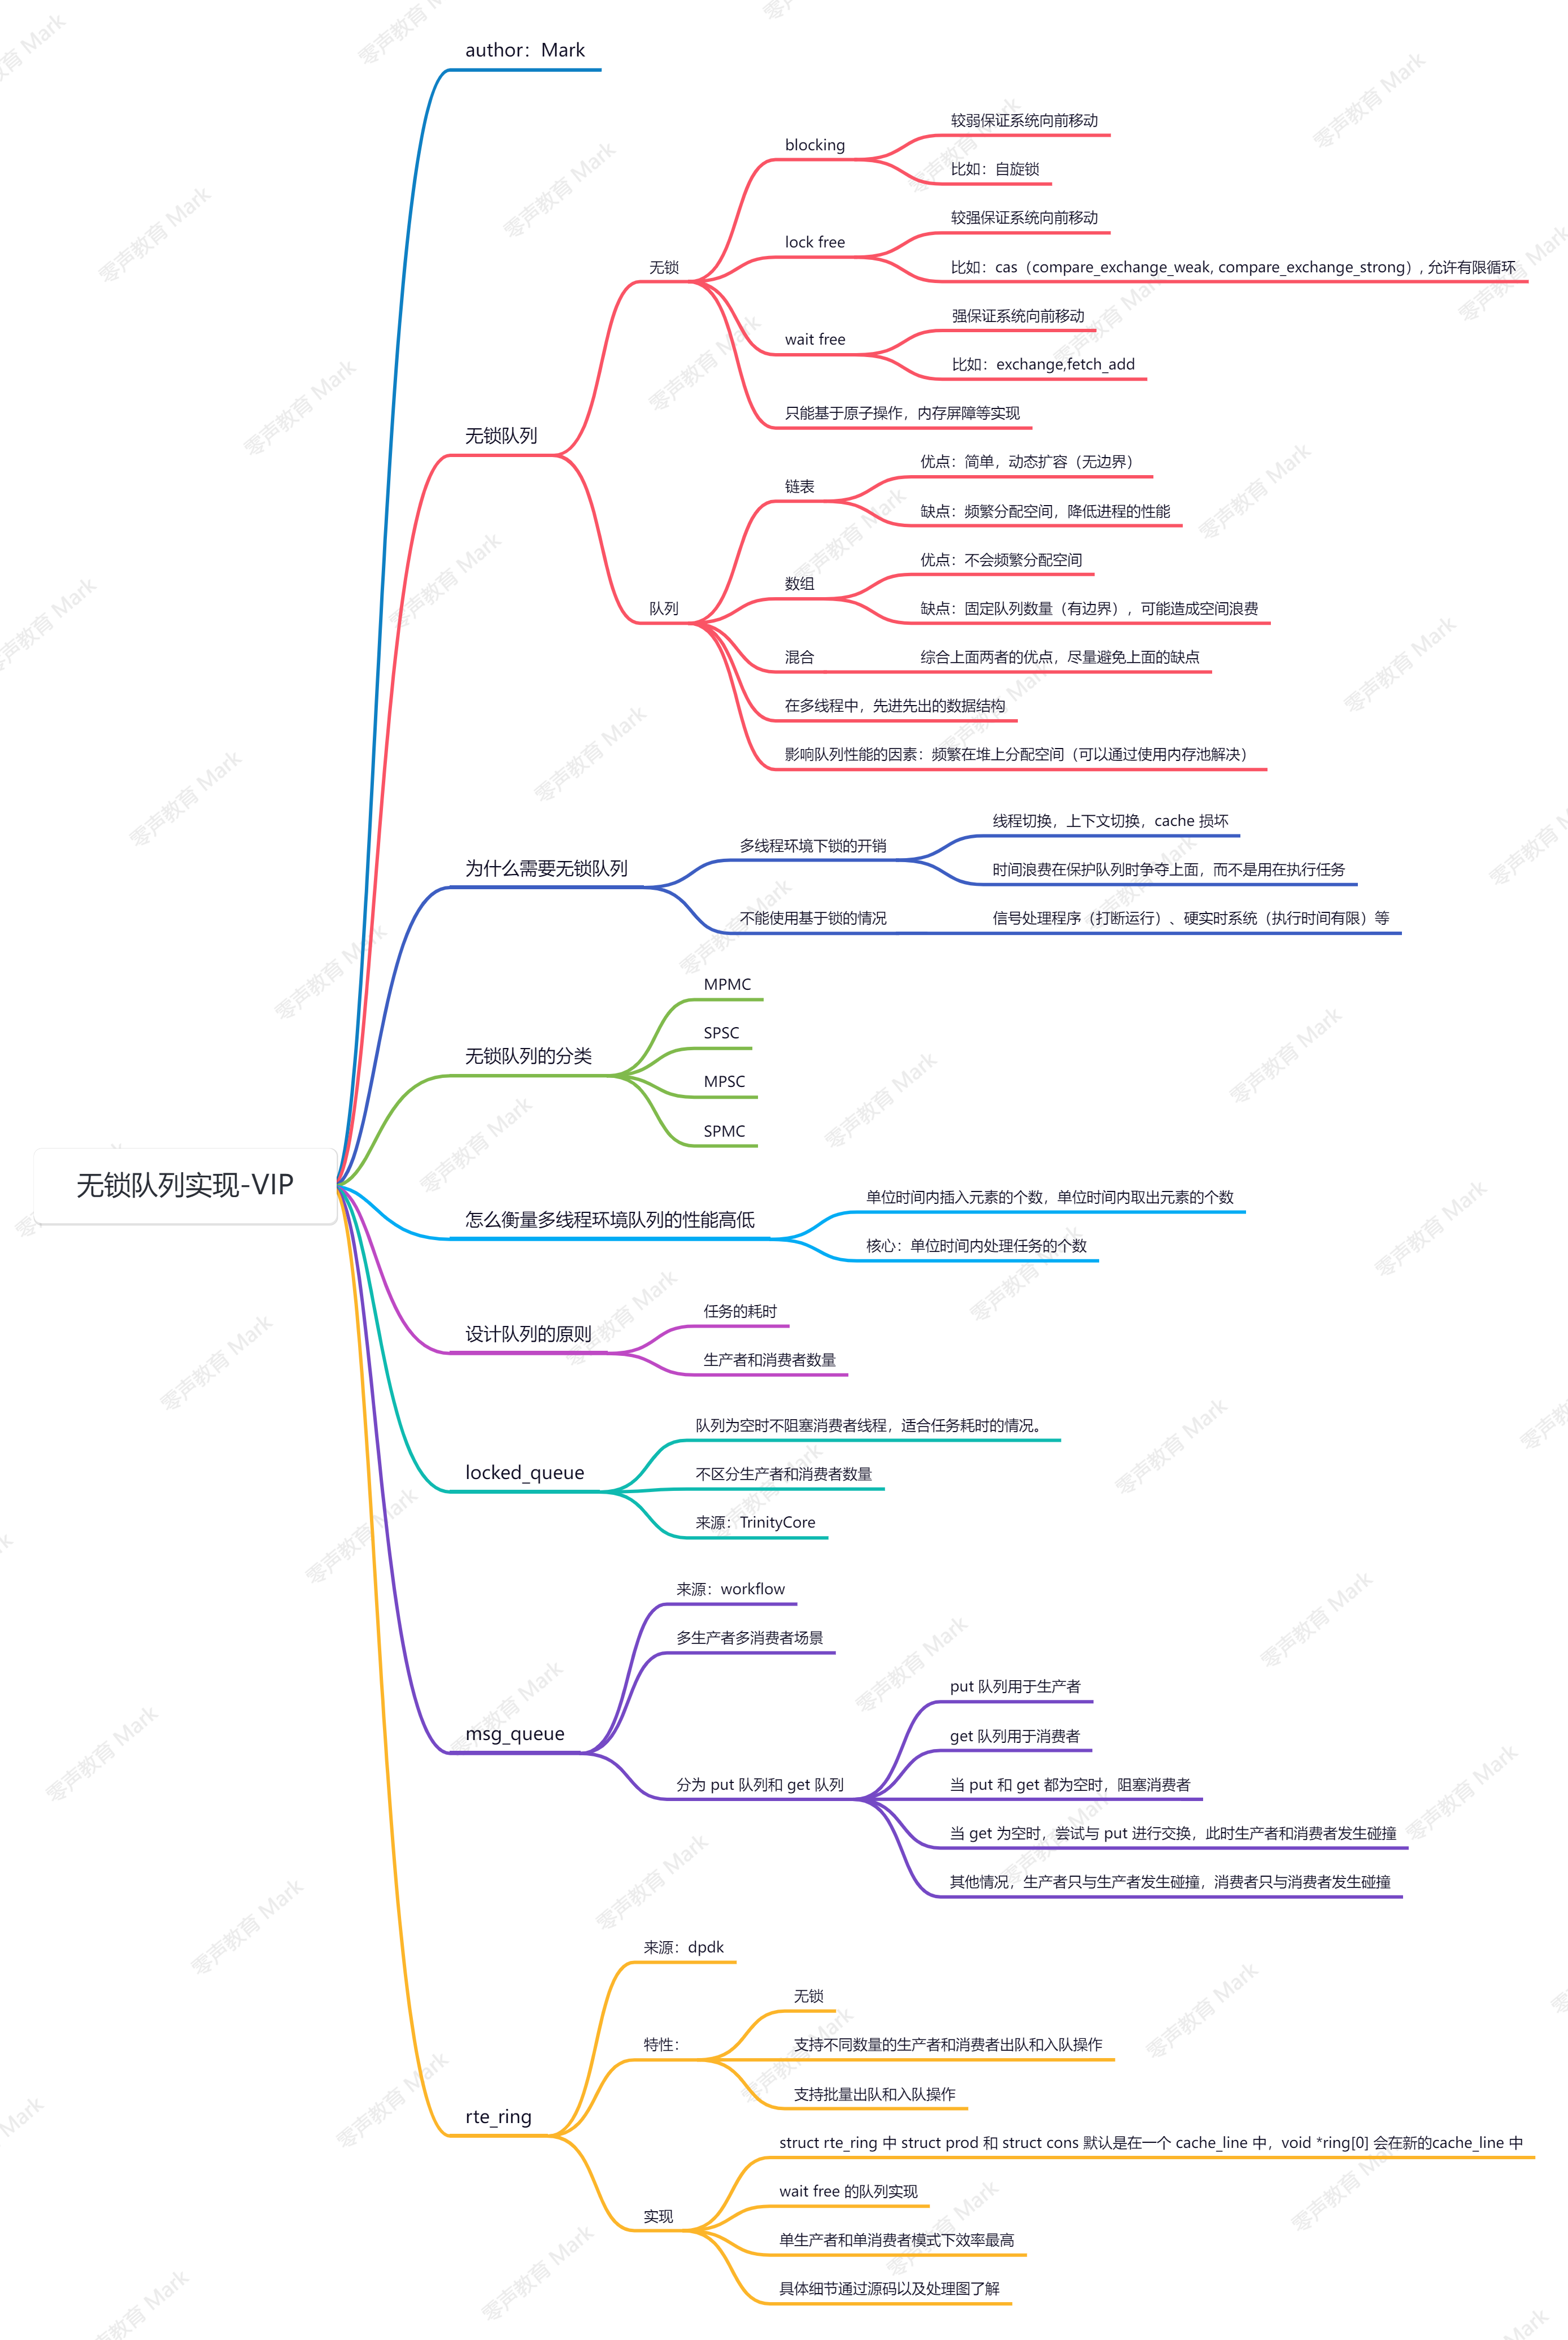 无锁队列实现-VIP
author：Mark
无锁队列
无锁
blocking
较弱保证系统向前移动
比如：自旋锁
lock free
较强保证系统向前移动
比如：cas（compare_exchange_weak, compare_exchange_strong）, 允许有限循环
wait free
强保证系统向前移动
比如：exchange,fetch_add
只能基于原子操作，内存屏障等实现
队列
链表
优点：简单，动态扩容（无边界）
缺点：频繁分配空间，降低进程的性能
数组
优点：不会频繁分配空间
缺点：固定队列数量（有边界），可能造成空间浪费
混合
综合上面两者的优点，尽量避免上面的缺点
在多线程中，先进先出的数据结构
影响队列性能的因素：频繁在堆上分配空间（可以通过使用内存池解决）
为什么需要无锁队列
多线程环境下锁的开销
线程切换，上下文切换，cache 损坏
时间浪费在保护队列时争夺上面，而不是用在执行任务
不能使用基于锁的情况
信号处理程序（打断运行）、硬实时系统（执行时间有限）等
无锁队列的分类
MPMC
SPSC
MPSC
SPMC
怎么衡量多线程环境队列的性能高低
单位时间内插入元素的个数，单位时间内取出元素的个数
核心：单位时间内处理任务的个数
设计队列的原则
任务的耗时
生产者和消费者数量
locked_queue
队列为空时不阻塞消费者线程，适合任务耗时的情况。
不区分生产者和消费者数量
来源：TrinityCore
msg_queue
来源：workflow
多生产者多消费者场景
分为 put 队列和 get 队列
put 队列用于生产者
get 队列用于消费者
当 put 和 get 都为空时，阻塞消费者
当 get 为空时，尝试与 put 进行交换，此时生产者和消费者发生碰撞
其他情况，生产者只与生产者发生碰撞，消费者只与消费者发生碰撞
rte_ring
来源：dpdk
特性：
无锁
支持不同数量的生产者和消费者出队和入队操作
支持批量出队和入队操作
实现
struct rte_ring 中 struct prod 和 struct cons 默认是在一个 cache_line 中，void *ring[0] 会在新的cache_line 中
wait free 的队列实现
单生产者和单消费者模式下效率最高
具体细节通过源码以及处理图了解
零声教育 Mark